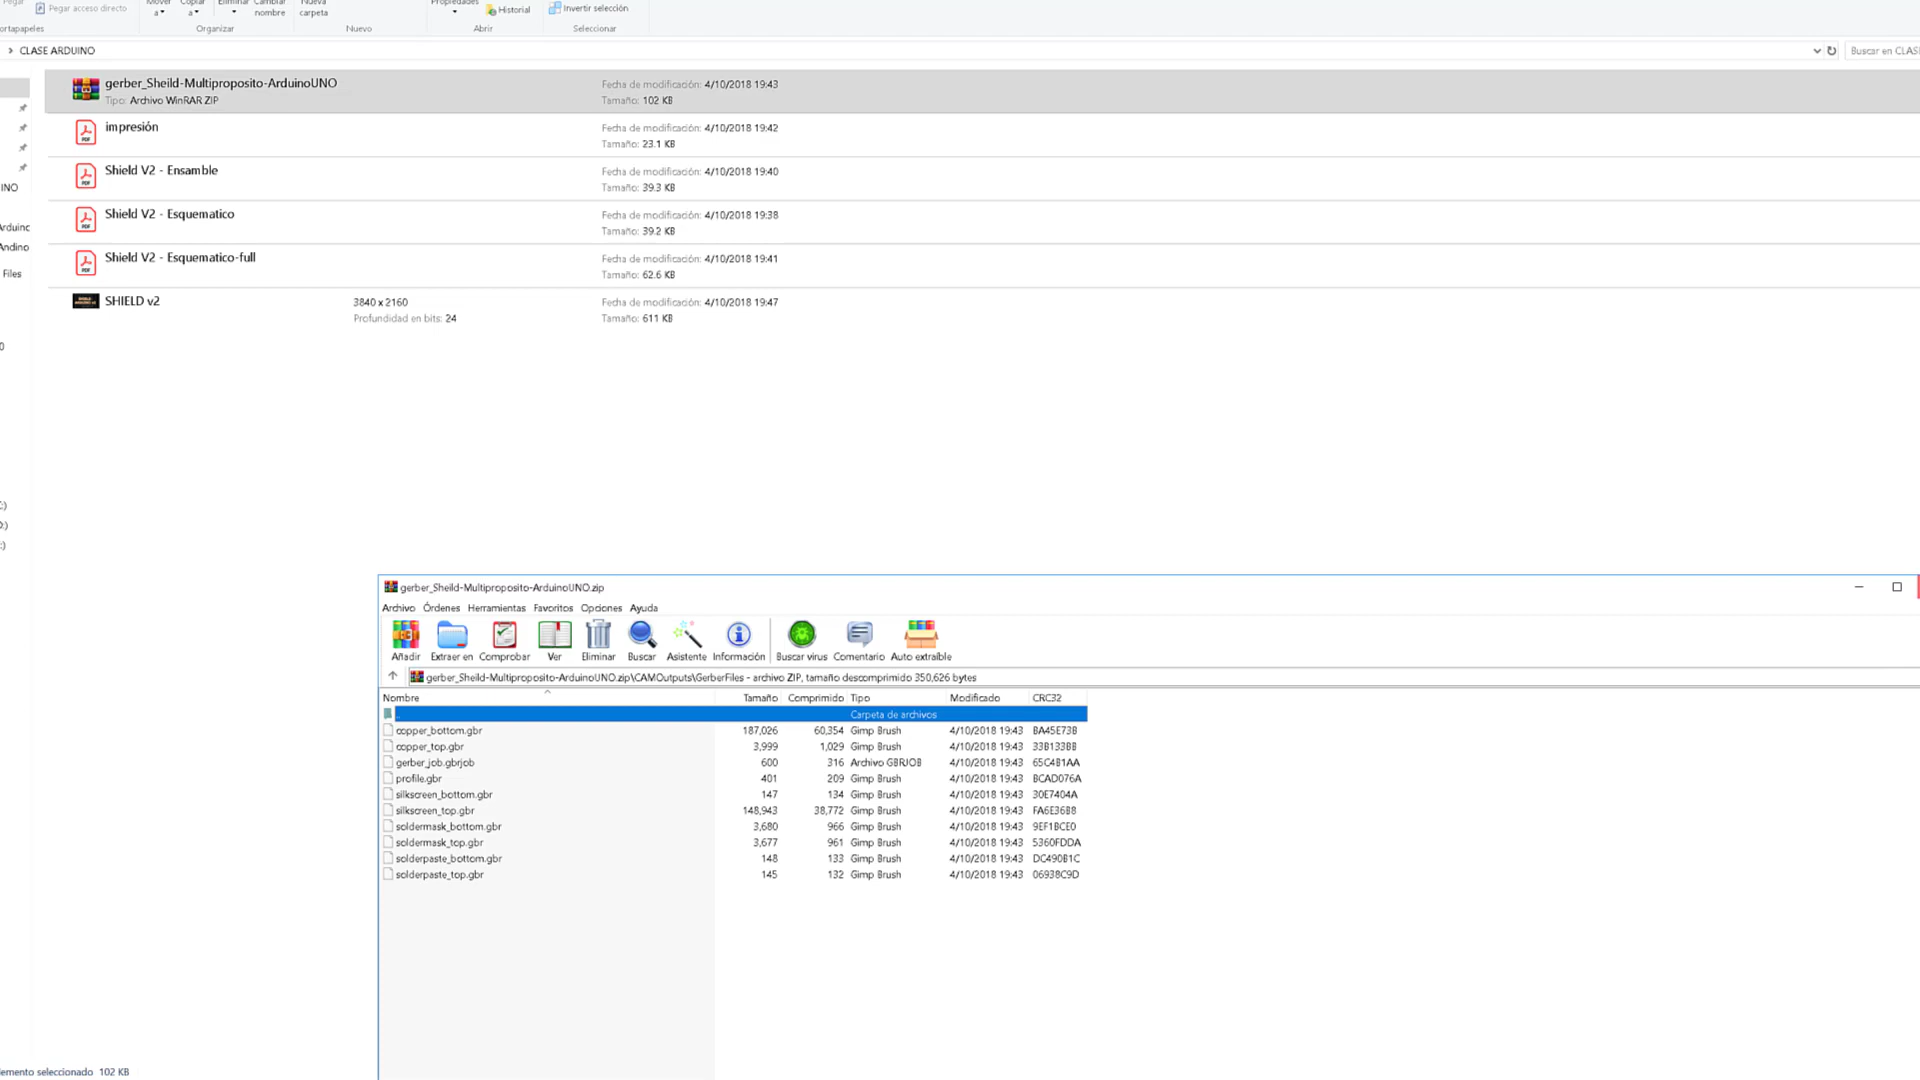 Pegar
Pegar acceso directo
Mover a
Copiar a
Eliminar
Cambiar nombre
Nueva carpeta
Propiedades
Historial
Invertir selección
ortapapeles
Organizar
Nuevo
Abrir
Seleccionar
> CLASE ARDUINO
Buscar en CLAS
gerber_Sheild-Multiproposito-ArduinoUNO
Fecha de modificación: 4/10/2018 19:43
Tipo: Archivo WinRAR ZIP
Tamaño: 102 KB
impresión
Fecha de modificación: 4/10/2018 19:42
Tamaño: 23.1 KB
Shield V2 - Ensamble
Fecha de modificación: 4/10/2018 19:40
Tamaño: 39.3 KB
INO
Shield V2 - Esquematico
Fecha de modificación: 4/10/2018 19:38
Tamaño: 39.2 KB
Arduino
Andino
Shield V2 - Esquematico-full
Fecha de modificación: 4/10/2018 19:41
Tamaño: 62.6 KB
Files
SHIELD v2
3840 x 2160
Fecha de modificación: 4/10/2018 19:47
Profundidad en bits: 24
Tamaño: 611 KB
gerber_Sheild-Multiproposito-ArduinoUNO.zip
Archivo Órdenes Herramientas Favoritos Opciones Ayuda
Añadir Extraer en Comprobar Ver Eliminar Buscar Asistente Información Buscar virus Comentario Auto extraíble
gerber_Sheild-Multiproposito-ArduinoUNO.zip\CAMOutputs\GerberFiles - archivo ZIP, tamaño descomprimido 350,626 bytes
Nombre Tamaño Comprimido Tipo Modificado CRC32
.. Carpeta de archivos
copper_bottom.gbr 187,026 60,354 Gimp Brush 4/10/2018 19:43 BA45E73B
copper_top.gbr 3,999 1,029 Gimp Brush 4/10/2018 19:43 33B133BB
gerber_job.gbrjob 600 316 Archivo GBRJOB 4/10/2018 19:43 65C4B1AA
profile.gbr 401 209 Gimp Brush 4/10/2018 19:43 BCAD076A
silkscreen_bottom.gbr 147 134 Gimp Brush 4/10/2018 19:43 30E7404A
silkscreen_top.gbr 148,943 38,772 Gimp Brush 4/10/2018 19:43 FA6E36B8
soldermask_bottom.gbr 3,680 966 Gimp Brush 4/10/2018 19:43 9EF1BCE0
soldermask_top.gbr 3,677 961 Gimp Brush 4/10/2018 19:43 5360FDDA
solderpaste_bottom.gbr 148 133 Gimp Brush 4/10/2018 19:43 DC490B1C
solderpaste_top.gbr 145 132 Gimp Brush 4/10/2018 19:43 06938C9D
lemento seleccionado 102 KB